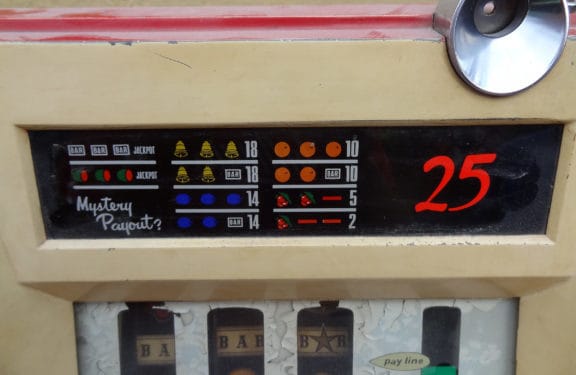 BAR BAR BAR JACKPOT
JACKPOT
Mystery
Payout?
18
BAR 18
14
BAR 14
10
BAR 10
5
2
25
BAR
BAR
B R
pay line